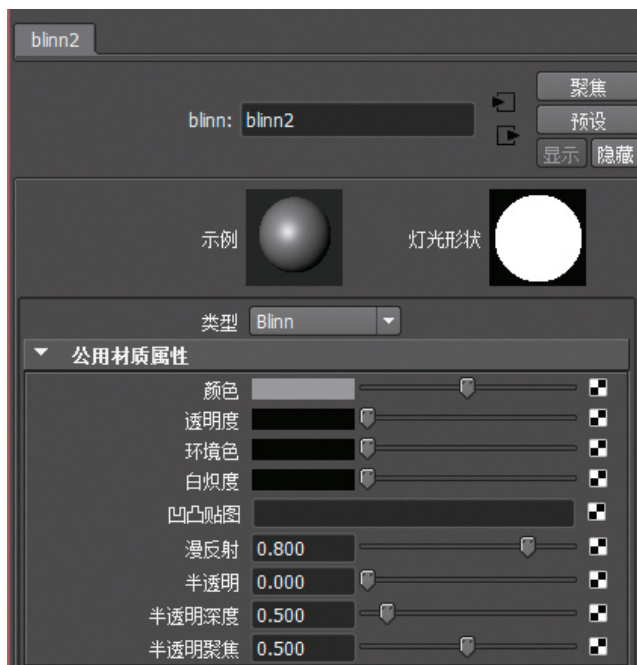 blinn2
聚焦
blinn: blinn2
预设
显示 隐藏
示例 灯光形状
类型 Blinn
公用材质属性
颜色
透明度
环境色
白炽度
凹凸贴图
漫反射 0.800
半透明 0.000
半透明深度 0.500
半透明聚焦 0.500